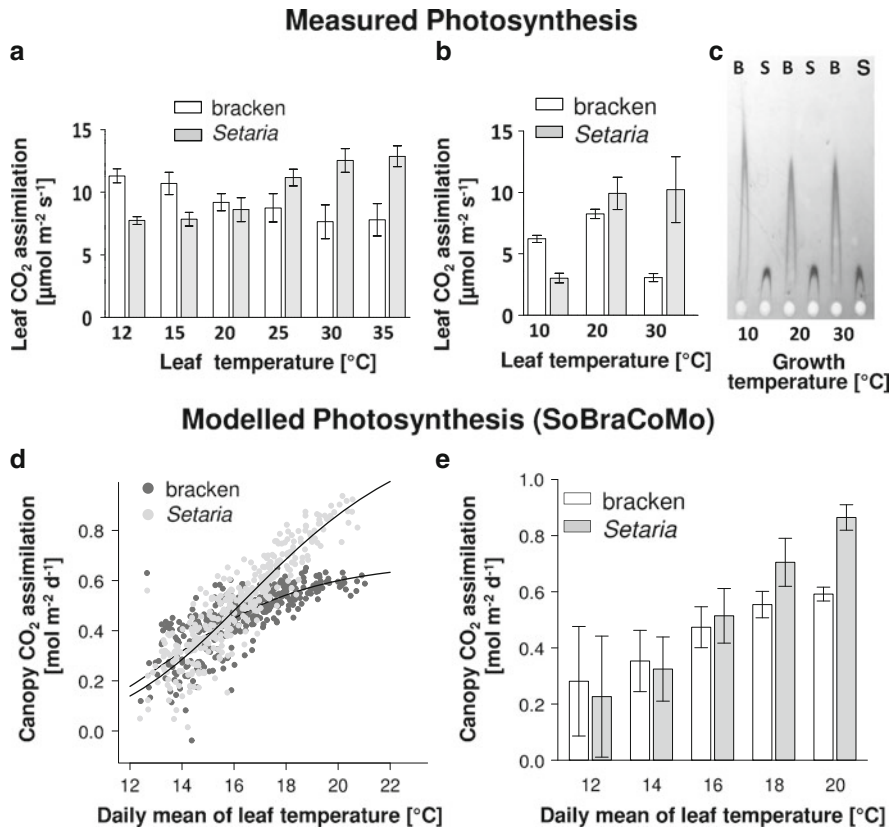 Measured Photosynthesis
a
bracken
Setaria
Leaf CO₂ assimilation
[µmol m⁻² s⁻¹]
15
10
5
0
12 15 20 25 30 35
Leaf temperature [°C]
b
bracken
Setaria
Leaf CO₂ assimilation
[µmol m⁻² s⁻¹]
15
10
5
0
10 20 30
Leaf temperature [°C]
c
B S B S B S
10 20 30
Growth
temperature [°C]
Modelled Photosynthesis (SoBraCoMo)
d
bracken
Setaria
Canopy CO₂ assimilation
[mol m⁻² d⁻¹]
0.8
0.6
0.4
0.2
0.0
12 14 16 18 20 22
Daily mean of leaf temperature [°C]
e
bracken
Setaria
Canopy CO₂ assimilation
[mol m⁻² d⁻¹]
1.0
0.8
0.6
0.4
0.2
0.0
12 14 16 18 20
Daily mean of leaf temperature [°C]